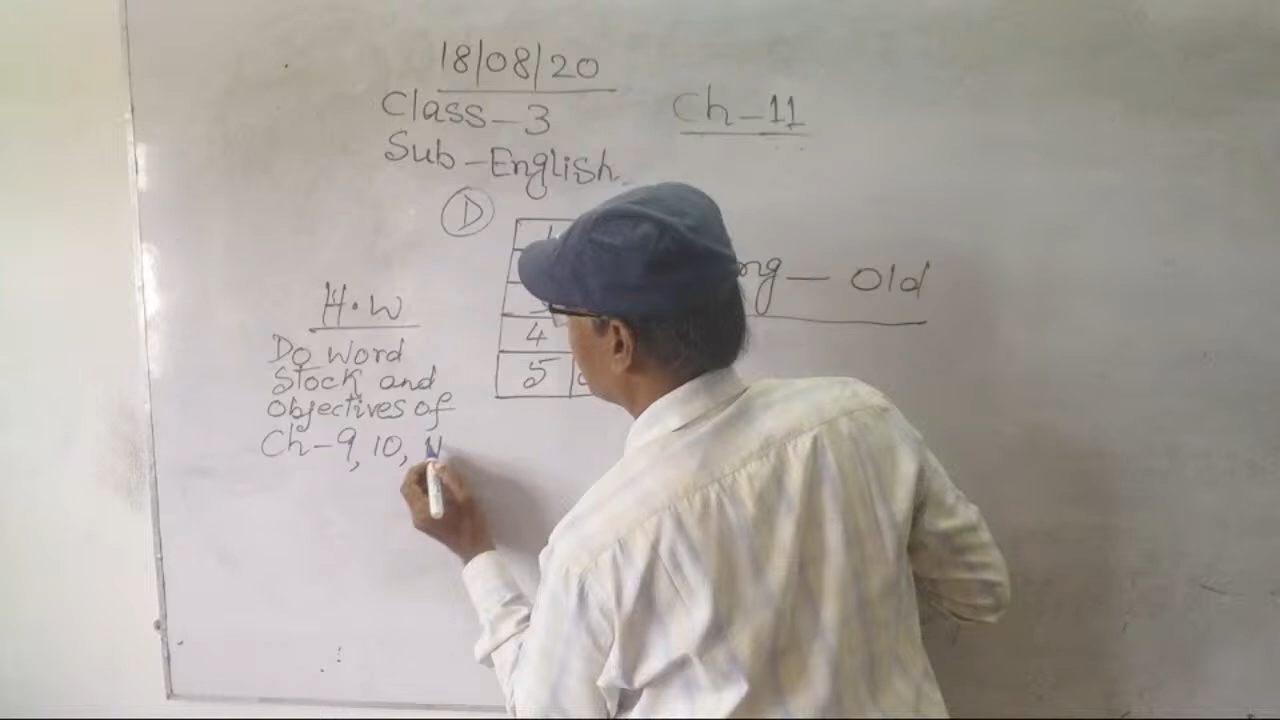 18/08/20
Class-3
Ch-11
Sub-English
D
4
5
Old
H.W
Do Word
Stock and
Objectives of
Ch-9, 10, 11